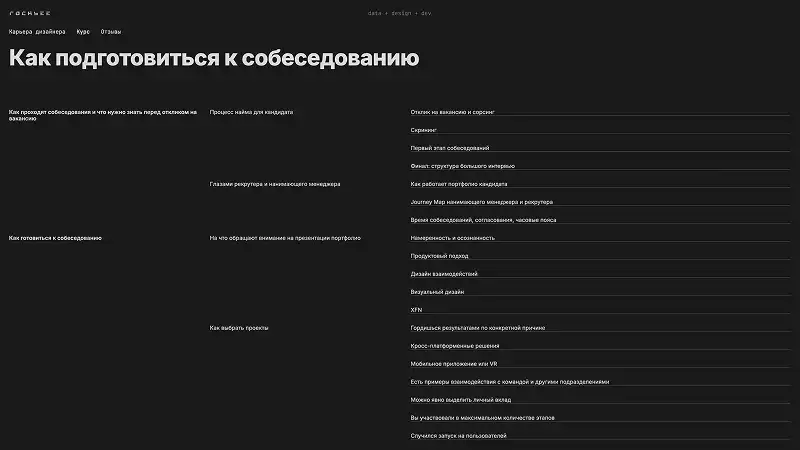 rockyee
data + design + dev
Карьера дизайнера Курс Отзывы
Как подготовиться к собеседованию
Как проходят собеседования и что нужно знать перед откликом на
вакансию
Процесс найма для кандидата
Отклик на вакансию и сорсинг
Скрининг
Первый этап собеседований
Финал: структура большого интервью
Глазами рекрутера и нанимающего менеджера
Как работает портфолио кандидата
Journey Map нанимающего менеджера и рекрутера
Время собеседований, согласования, часовые пояса
Как готовиться к собеседованию
На что обращают внимание на презентации портфолио
Намеренность и осознанность
Продуктовый подход
Дизайн взаимодействий
Визуальный дизайн
XFN
Как выбрать проекты
Гордишься результатами по конкретной причине
Кросс-платформенные решения
Мобильное приложение или VR
Есть примеры взаимодействия с командой и другими подразделениями
Можно явно выделить личный вклад
Вы участвовали в максимальном количестве этапов
Случился запуск на пользователей